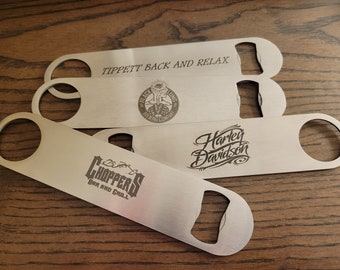 TIPPETT BACK AND RELAX
Harley
Davidson
CHOPPERS
BAR AND GRILL